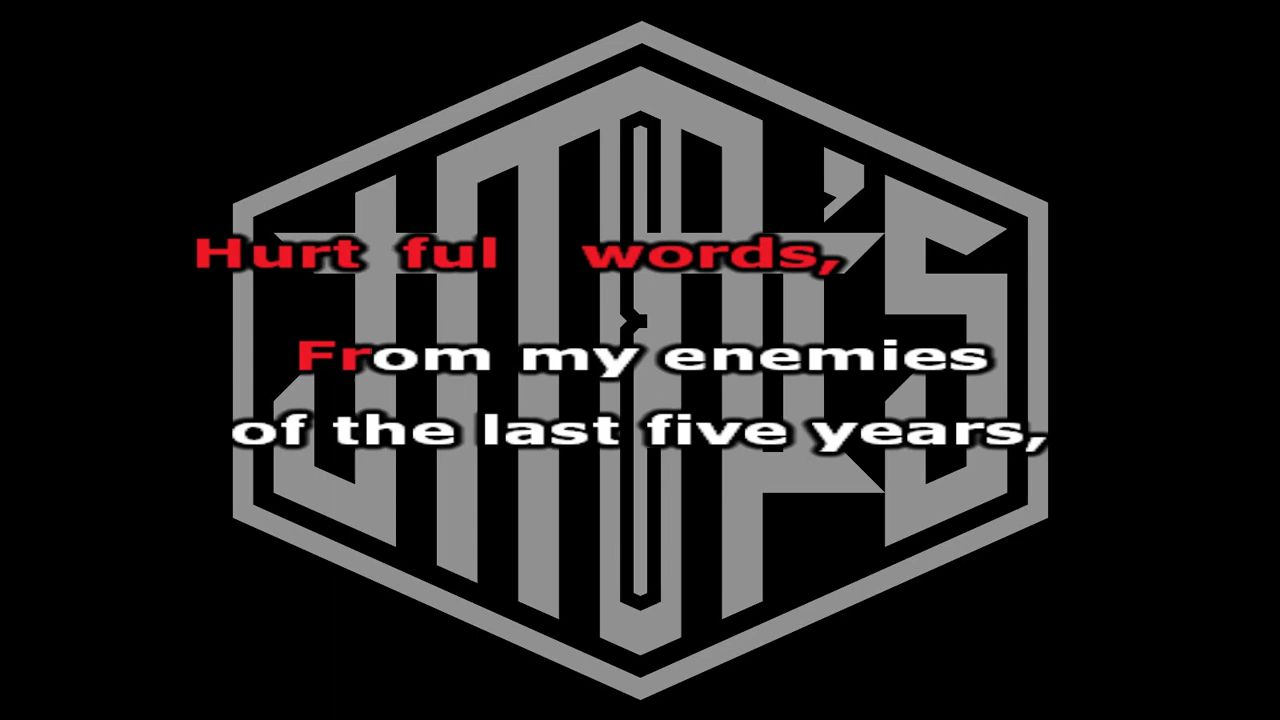 Hurt ful words,
From my enemies
of the last five years,